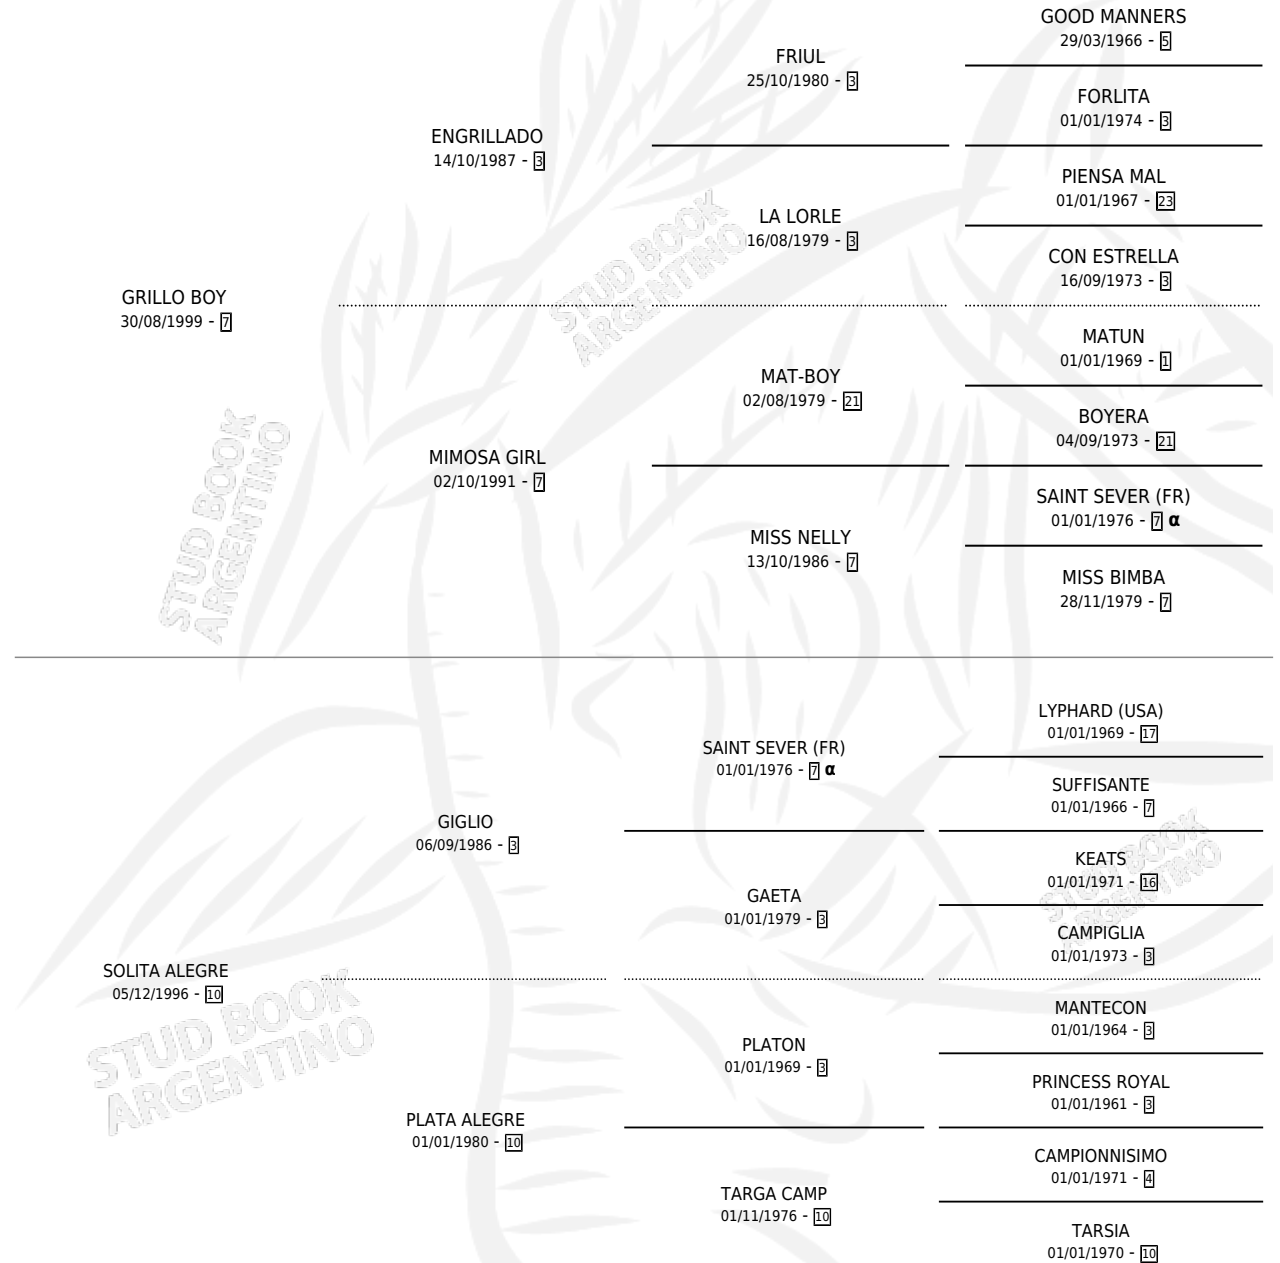 GOOD MANNERS
29/03/1966 - 5
FRIUL
25/10/1980 - 3
FORLITA
01/01/1974 - 3
ENGRILLADO
14/10/1987 - 3
PIENSA MAL
01/01/1967 - 23
LA LORLE
16/08/1979 - 3
CON ESTRELLA
16/09/1973 - 3
GRILLO BOY
30/08/1999 - 7
MATUN
01/01/1969 - 1
MAT-BOY
02/08/1979 - 21
BOYERA
04/09/1973 - 21
MIMOSA GIRL
02/10/1991 - 7
SAINT SEVER (FR)
01/01/1976 - 7 α
MISS NELLY
13/10/1986 - 7
MISS BIMBA
28/11/1979 - 7
LYPHARD (USA)
01/01/1969 - 17
SAINT SEVER (FR)
01/01/1976 - 7 α
SUFFISANTE
01/01/1966 - 7
GIGLIO
06/09/1986 - 3
KEATS
01/01/1971 - 16
GAETA
01/01/1979 - 3
CAMPIGLIA
01/01/1973 - 3
SOLITA ALEGRE
05/12/1996 - 10
MANTECON
01/01/1964 - 3
PLATON
01/01/1969 - 3
PRINCESS ROYAL
01/01/1961 - 3
PLATA ALEGRE
01/01/1980 - 10
CAMPIONNISIMO
01/01/1971 - 4
TARGA CAMP
01/11/1976 - 10
TARSIA
01/01/1970 - 10
STUD BOOK
ARGENTINO
STUD BOOK
ARGENTINO
STUD BOOK
ARGENTINO
STUD BOOK
ARGENTINO